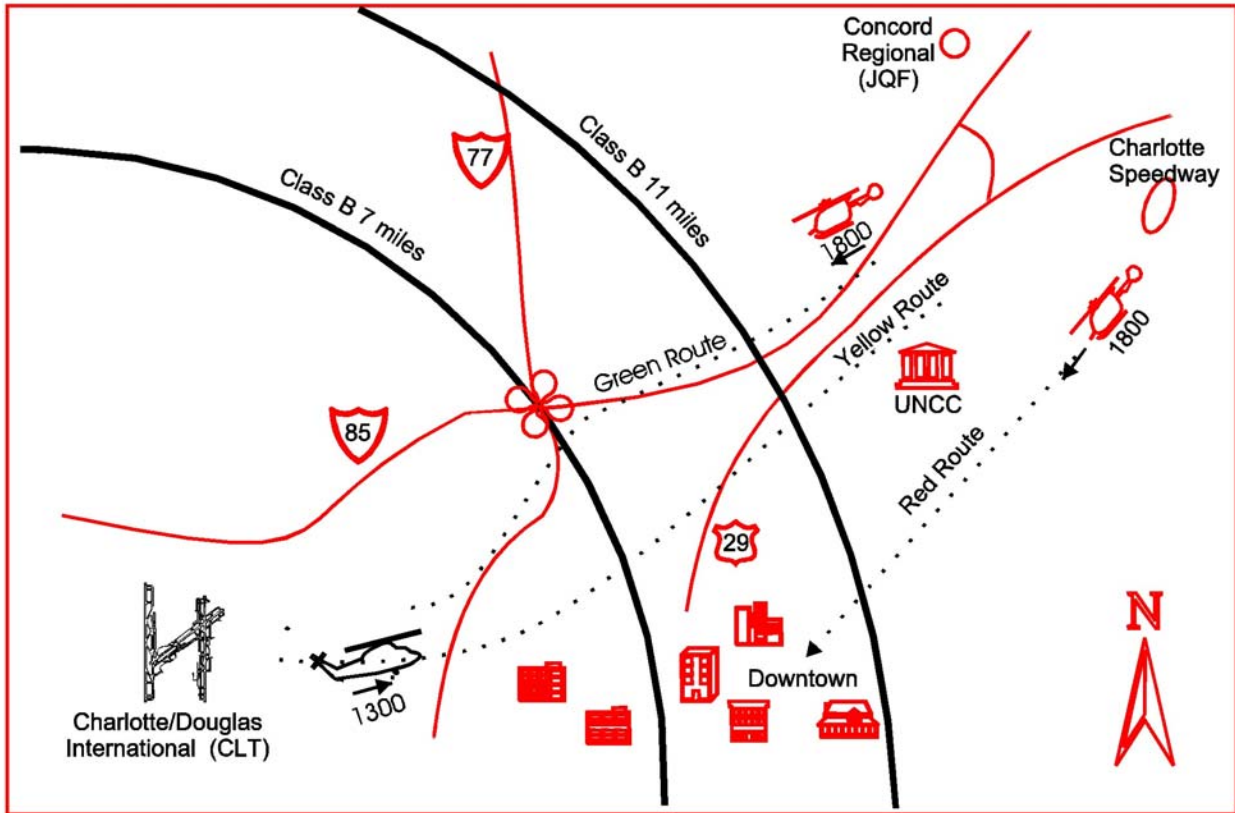 Concord
Regional
(JQF)
77
Class B 11 miles
Charlotte
Speedway
Class B 7 miles
1800
Yellow Route
1800
Green Route
UNCC
85
Red Route
29
N
Downtown
1300
Charlotte/Douglas
International (CLT)